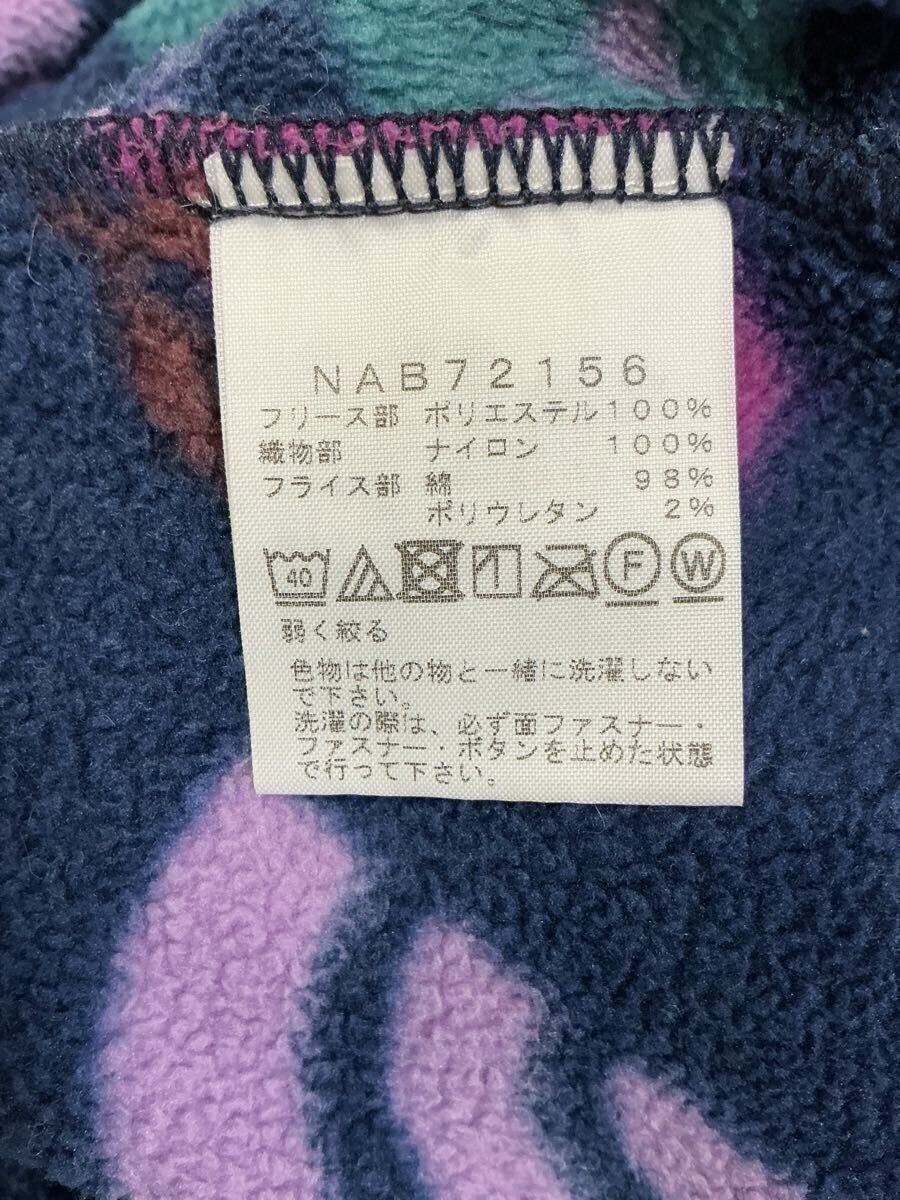 NAB72156
フリース部 ポリエステル100%
織物部 ナイロン 100%
フライス部 綿 98%
ポリウレタン 2%
40 F W
弱く絞る
色物は他の物と一緒に洗濯しない
で下さい。
洗濯の際は、必ず面ファスナー・
ファスナー・ボタンを止めた状態
で行って下さい。